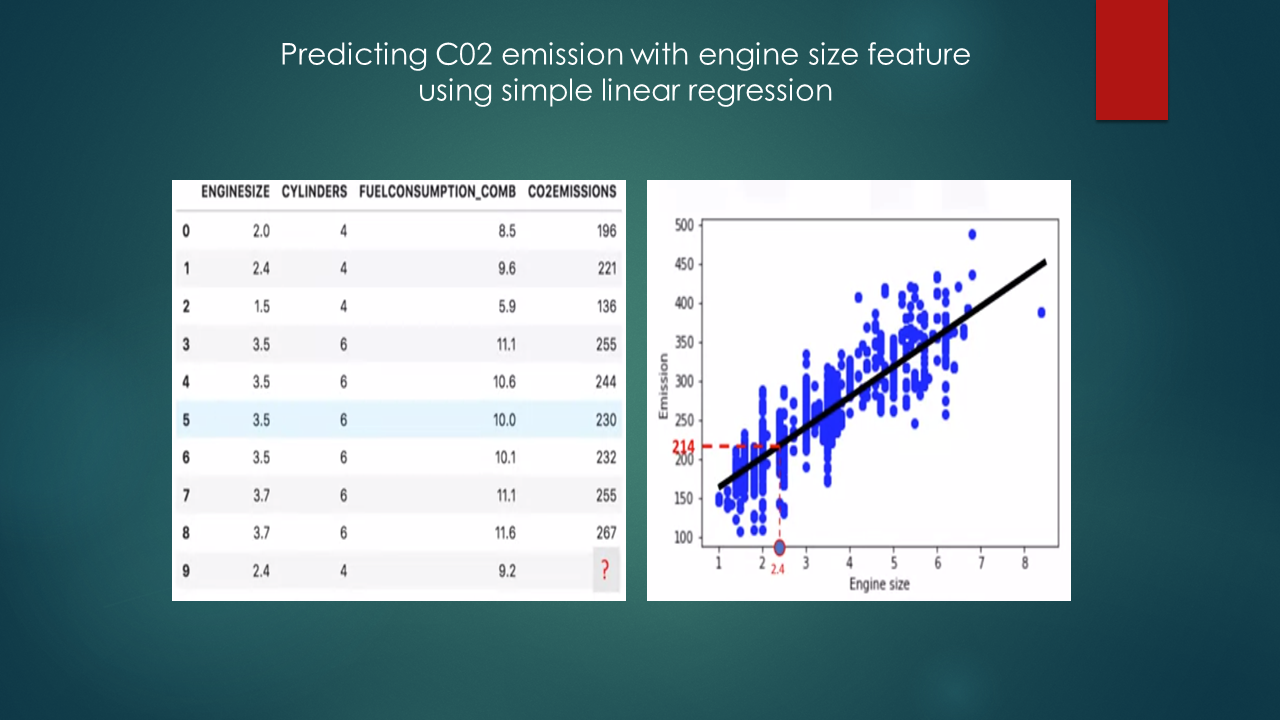 Predicting C02 emission with engine size feature
using simple linear regression
ENGINESIZE CYLINDERS FUELCONSUMPTION_COMB CO2EMISSIONS
0 2.0 4 8.5 196
1 2.4 4 9.6 221
2 1.5 4 5.9 136
3 3.5 6 11.1 255
4 3.5 6 10.6 244
5 3.5 6 10.0 230
6 3.5 6 10.1 232
7 3.7 6 11.1 255
8 3.7 6 11.6 267
9 2.4 4 9.2 ?
500
450
400
350
300
250
214
200
150
100
Emission
1 2 3 4 5 6 7 8
2.4
Engine size